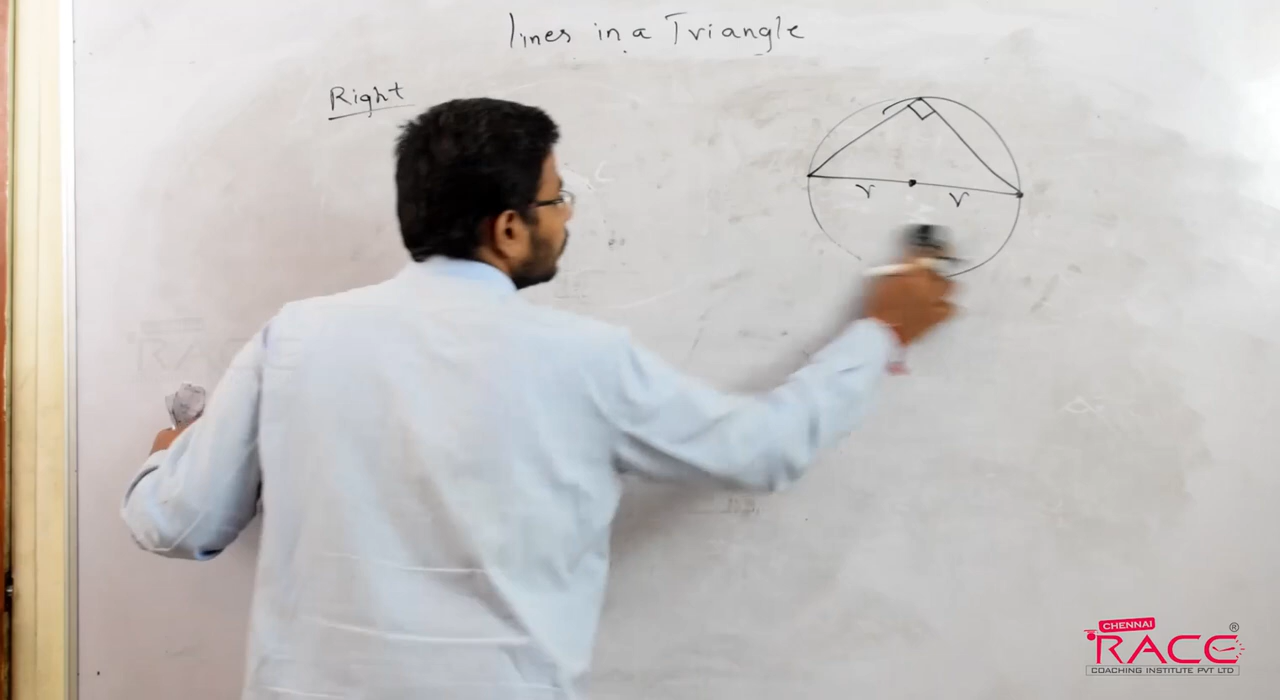 lines in a Triangle
Right
r r
CHENNAI
RACE ®
COACHING INSTITUTE PVT LTD